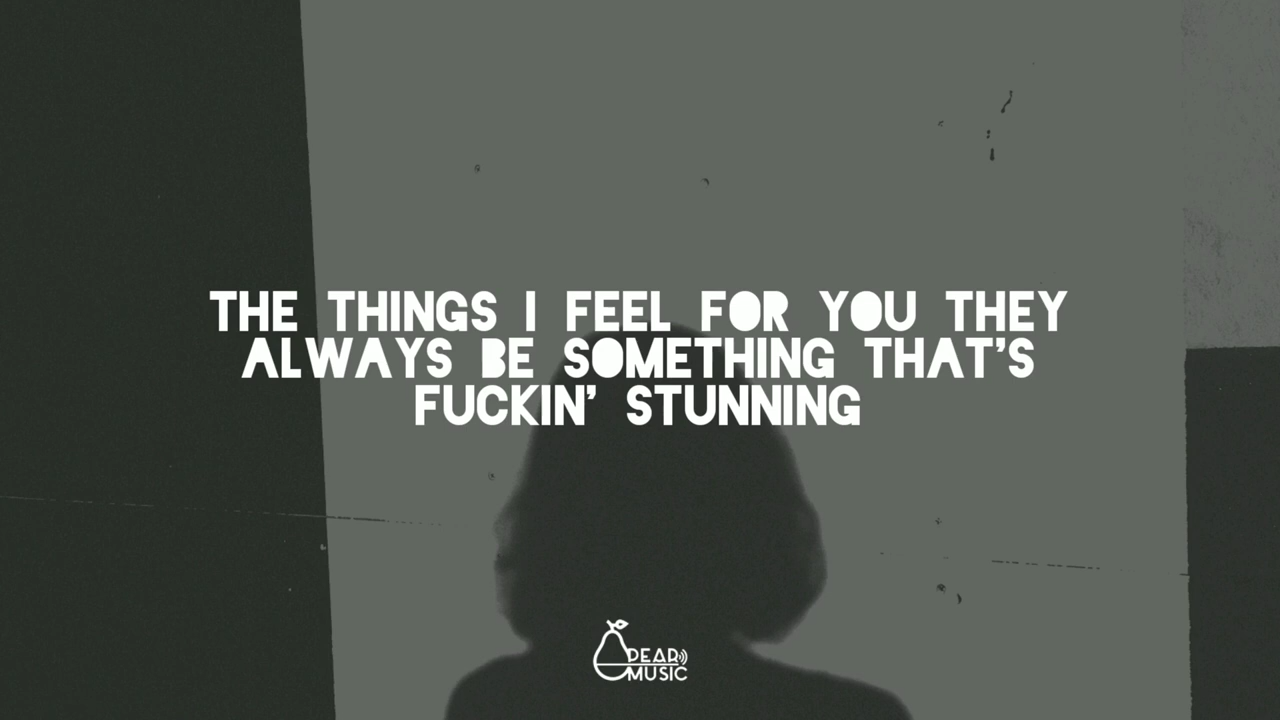 THE THINGS I FEEL FOR YOU THEY
ALWAYS BE SOMETHING THAT'S
FUCKIN' STUNNING
PEAR
MUSIC